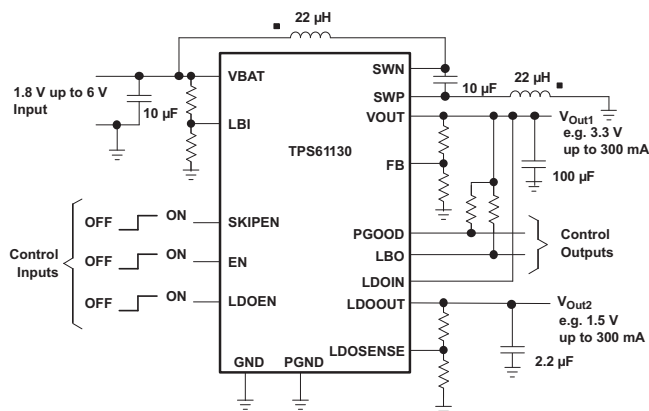 22 µH
VBAT
SWN
1.8 V up to 6 V
Input
10 µF
10 µF
22 µH
SWP
LBI
VOUT
VOut1
e.g. 3.3 V
up to 300 mA
TPS61130
FB
100 µF
OFF ON SKIPEN
PGOOD
Control
Outputs
Control
Inputs
OFF ON EN
LBO
LDOIN
OFF ON LDOEN
LDOOUT
VOut2
e.g. 1.5 V
up to 300 mA
LDOSENSE
2.2 µF
GND PGND